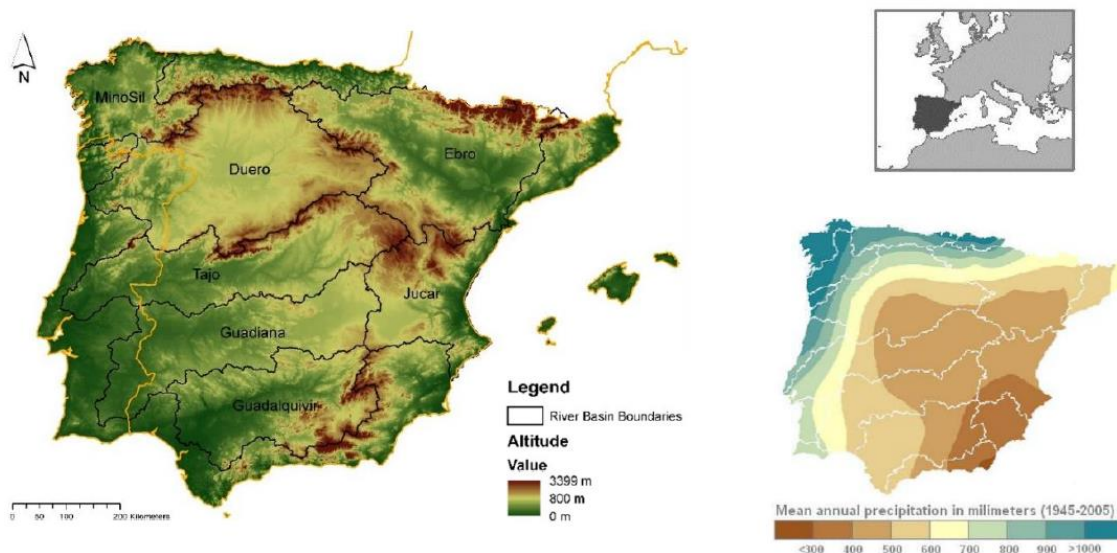 N
MinoSil
Duero
Ebro
Tajo
Jucar
Guadiana
Guadalquivir
Legend
River Basin Boundaries
Altitude
Value
3399 m
800 m
0 m
0 50 100 200 Kilometers
Mean annual precipitation in milimeters (1945-2005)
<300 400 500 600 700 800 900 >1000